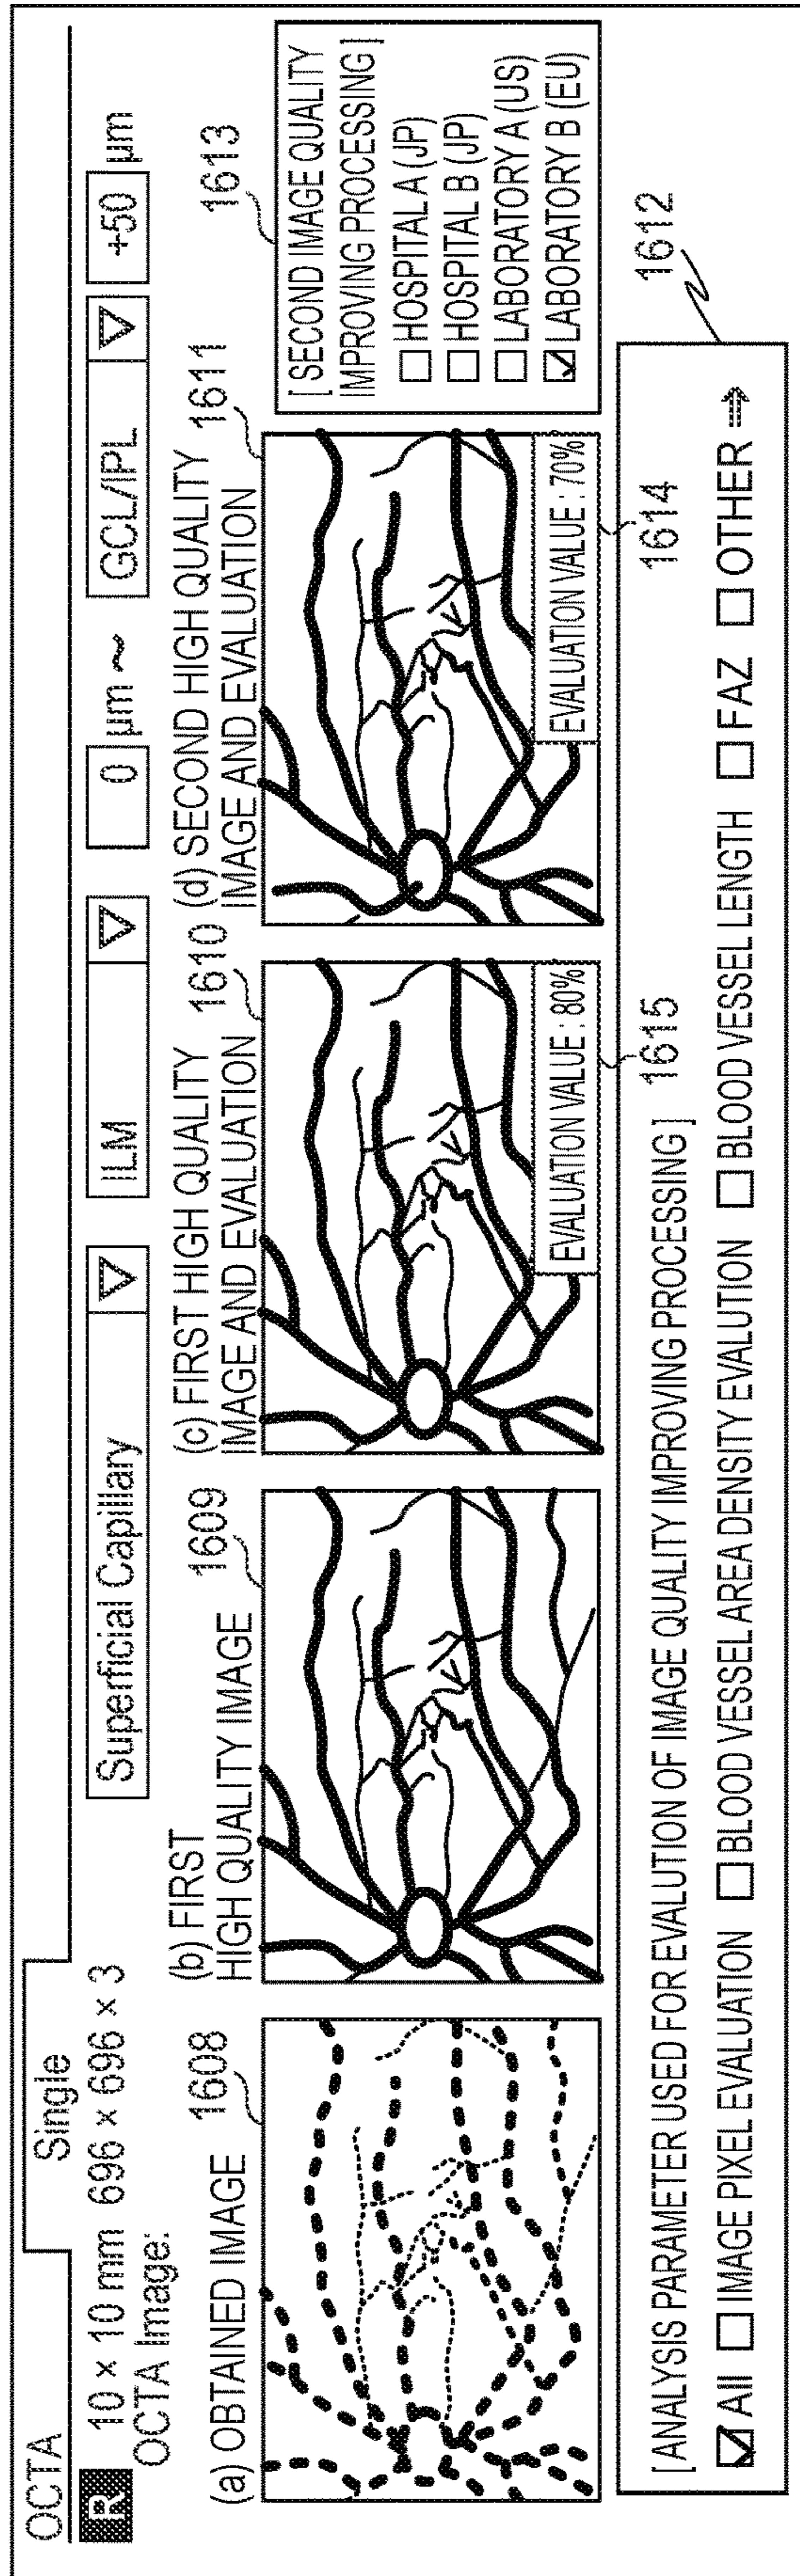 OCTA
Single
R
10 × 10 mm 696 × 696 × 3
OCTA Image:
Superficial Capillary ▽
ILM ▽
0 μm ~
GCL/IPL ▽
+50 μm
(a) OBTAINED IMAGE
1608
(b) FIRST
HIGH QUALITY IMAGE
1609
(c) FIRST HIGH QUALITY
IMAGE AND EVALUATION
1610
(d) SECOND HIGH QUALITY
IMAGE AND EVALUATION
1611
1613
[ SECOND IMAGE QUALITY
IMPROVING PROCESSING ]
☐ HOSPITAL A (JP)
☐ HOSPITAL B (JP)
☐ LABORATORY A (US)
☑ LABORATORY B (EU)
EVALUATION VALUE : 80%
EVALUATION VALUE : 70%
1615
1614
1612
[ ANALYSIS PARAMETER USED FOR EVALUTION OF IMAGE QUALITY IMPROVING PROCESSING ]
☑ All ☐ IMAGE PIXEL EVALUATION ☐ BLOOD VESSEL AREA DENSITY EVALUTION ☐ BLOOD VESSEL LENGTH ☐ FAZ ☐ OTHER ⇒